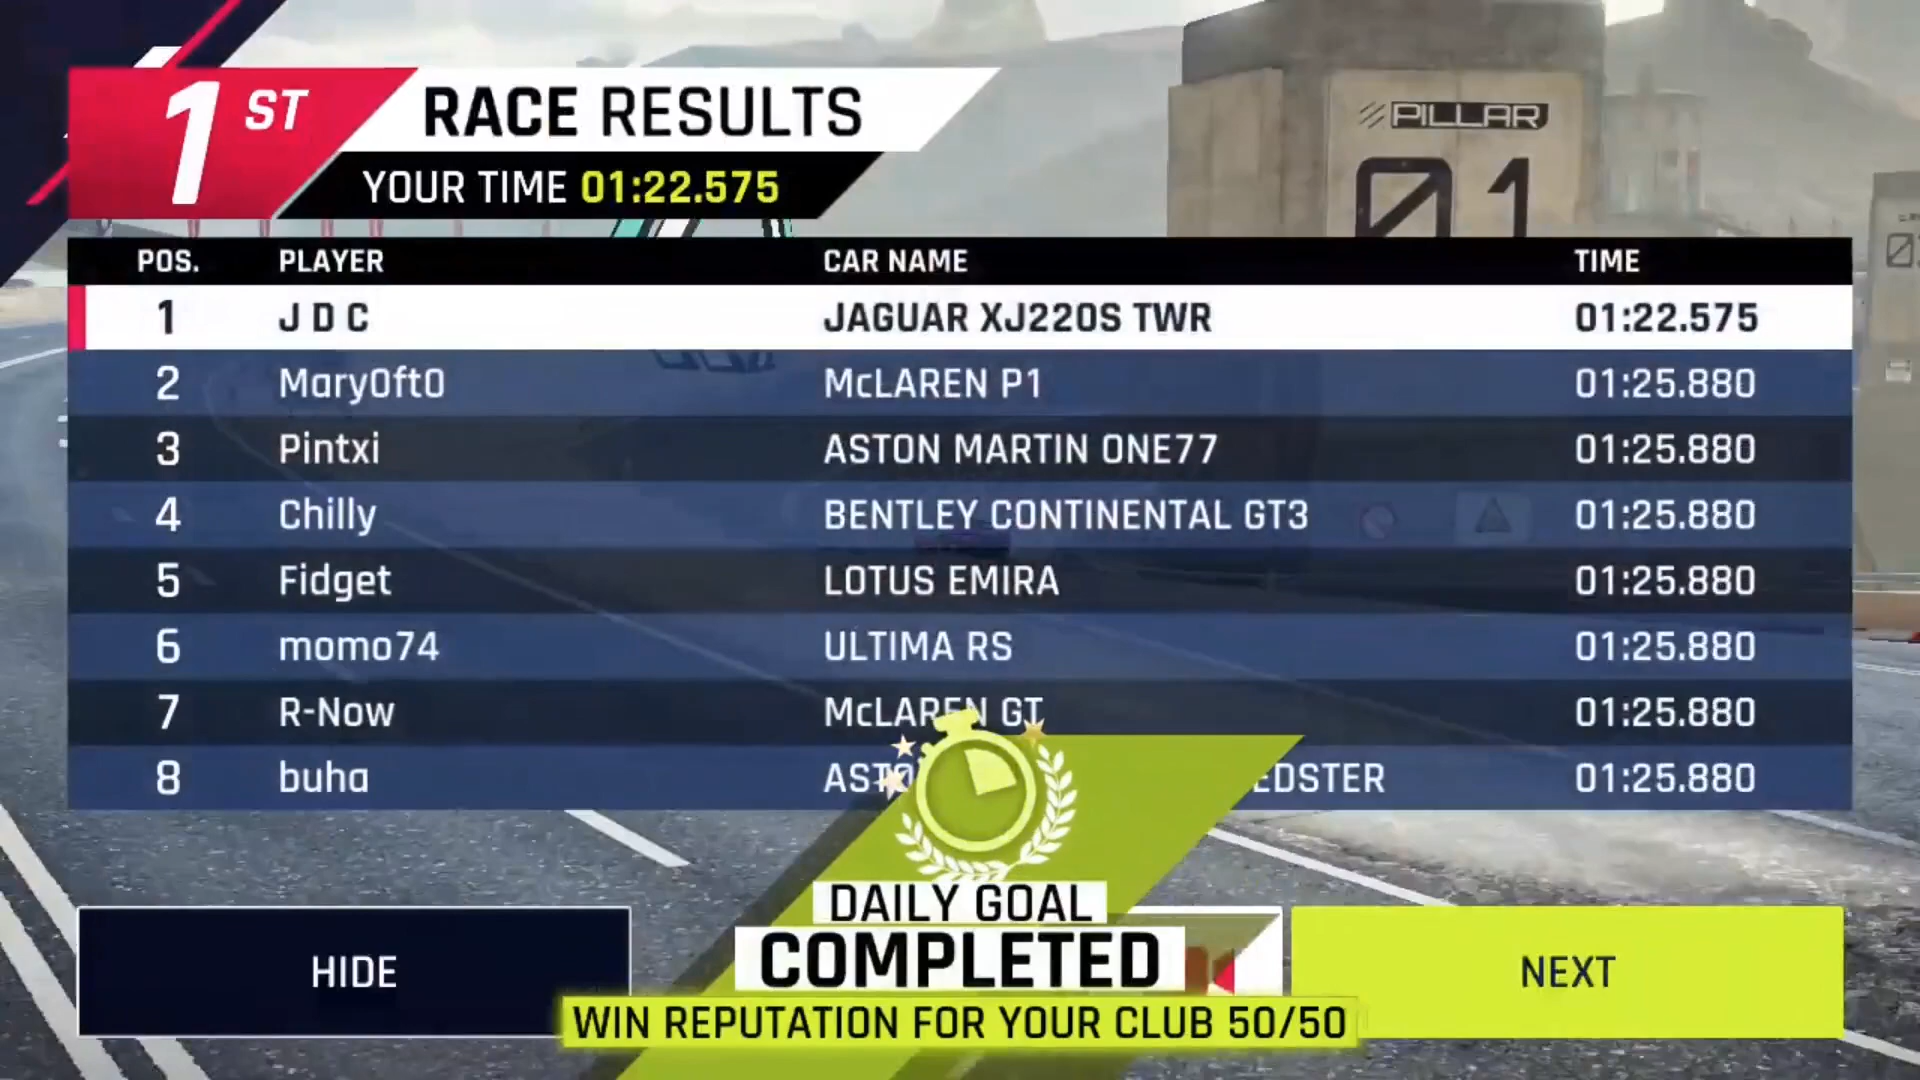 1ST
RACE RESULTS
YOUR TIME 01:22.575
PILLAR
01
POS. PLAYER CAR NAME TIME
1 J D C JAGUAR XJ220S TWR 01:22.575
2 MaryOft0 McLAREN P1 01:25.880
3 Pintxi ASTON MARTIN ONE77 01:25.880
4 Chilly BENTLEY CONTINENTAL GT3 01:25.880
5 Fidget LOTUS EMIRA 01:25.880
6 momo74 ULTIMA RS 01:25.880
7 R-Now McLAREN GT 01:25.880
8 buha 01:25.880
DAILY GOAL
COMPLETED
HIDE
NEXT
WIN REPUTATION FOR YOUR CLUB 50/50